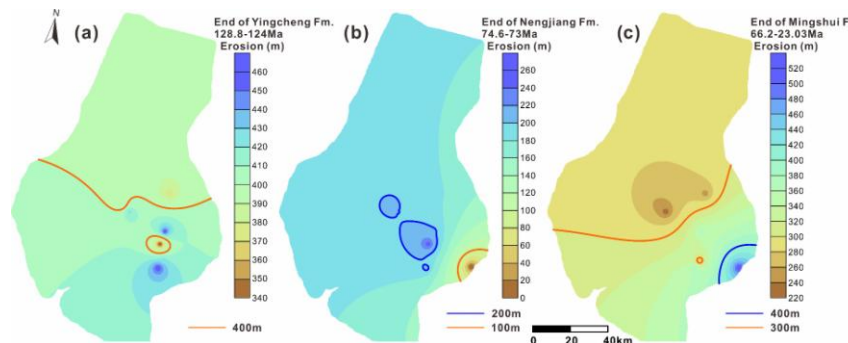 N
(a)
End of Yingcheng Fm.
128.8-124Ma
Erosion (m)
460
450
440
430
420
410
400
390
380
370
360
350
340
400m
(b)
End of Nengjiang Fm.
74.6-73Ma
Erosion (m)
260
240
220
200
180
160
140
120
100
80
60
40
20
0
200m
100m
(c)
End of Mingshui F
66.2-23.03Ma
Erosion (m)
520
500
480
460
440
420
400
380
360
340
320
300
280
260
240
220
400m
300m
0 20 40km